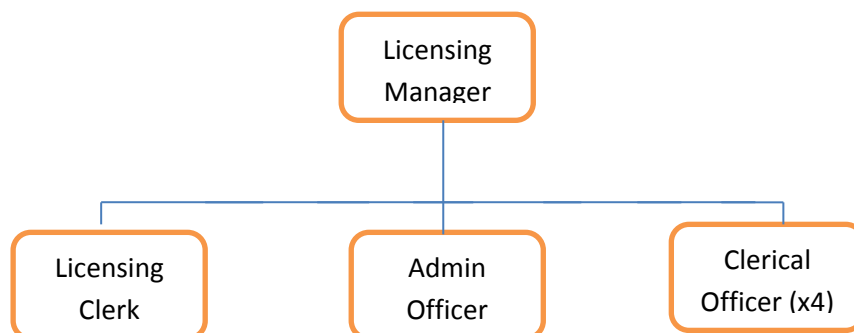 Licensing
Manager
Licensing
Clerk
Admin
Officer
Clerical
Officer (x4)